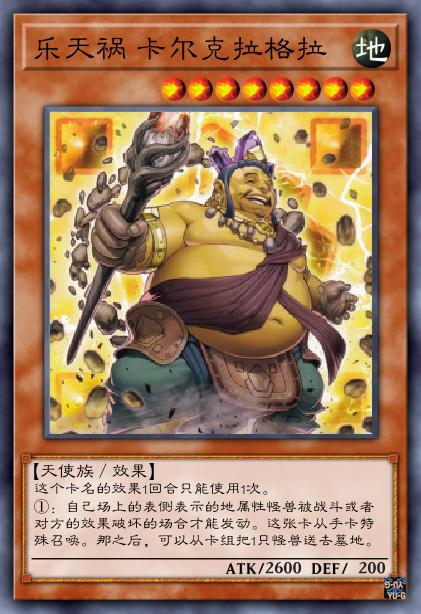 乐天祸 卡尔克拉格拉
地
【天使族／效果】
这个卡名的效果1回合只能使用1次。
①：自己场上的表侧表示的地属性怪兽被战斗或者
对方的效果破坏的场合才能发动。这张卡从手卡特
殊召唤。那之后，可以从卡组把1只怪兽送去墓地。
ATK/2600 DEF/ 200